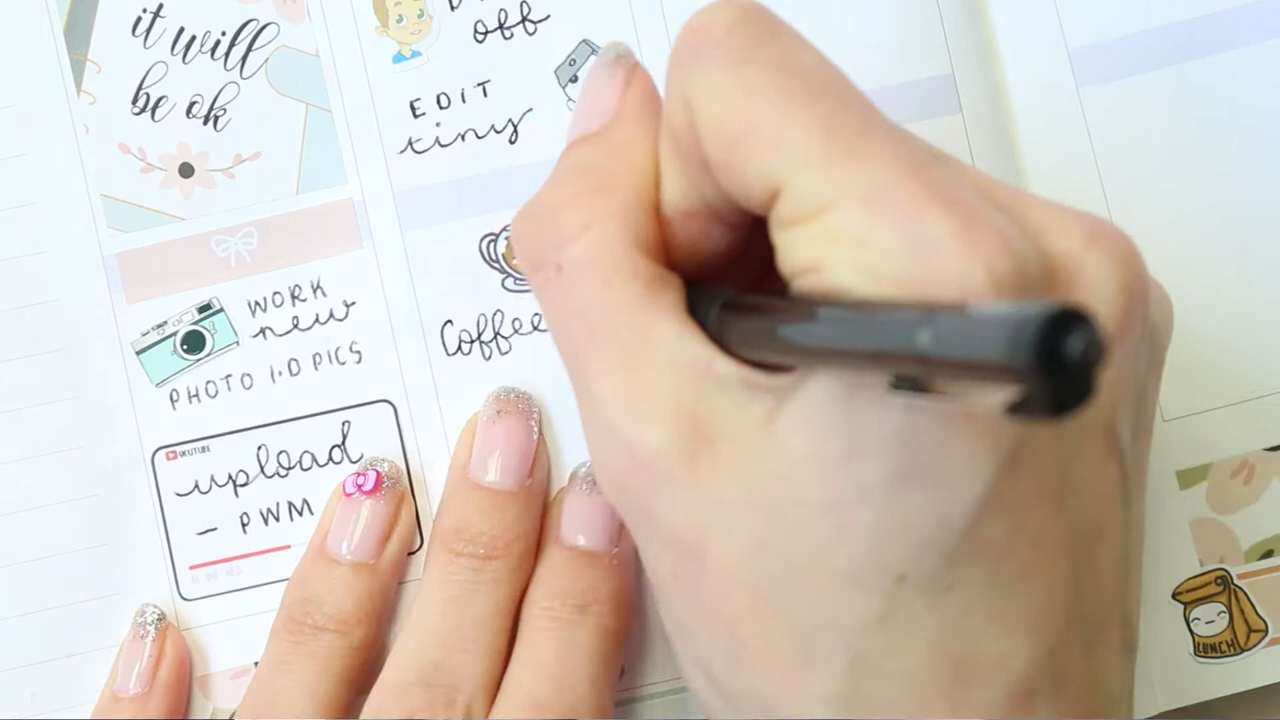 it will
be ok
off
EDIT
tiny
WORK
new
PHOTO 1.0 PICS
Coffee
upload
- PWM
LUNCH